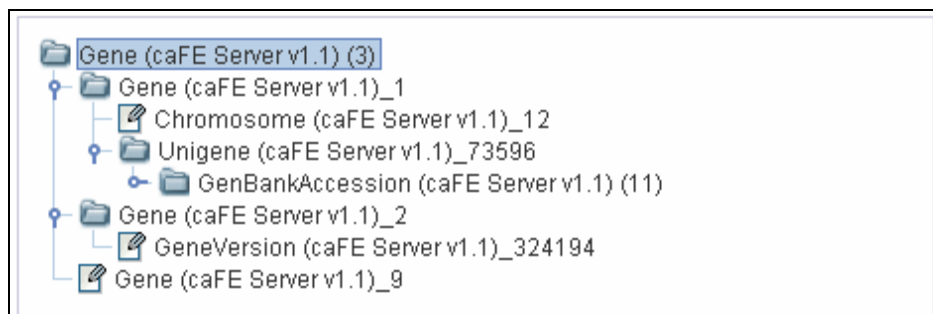 Gene (caFE Server v1.1) (3)
Gene (caFE Server v1.1)_1
Chromosome (caFE Server v1.1)_12
Unigene (caFE Server v1.1)_73596
GenBankAccession (caFE Server v1.1) (11)
Gene (caFE Server v1.1)_2
GeneVersion (caFE Server v1.1)_324194
Gene (caFE Server v1.1)_9